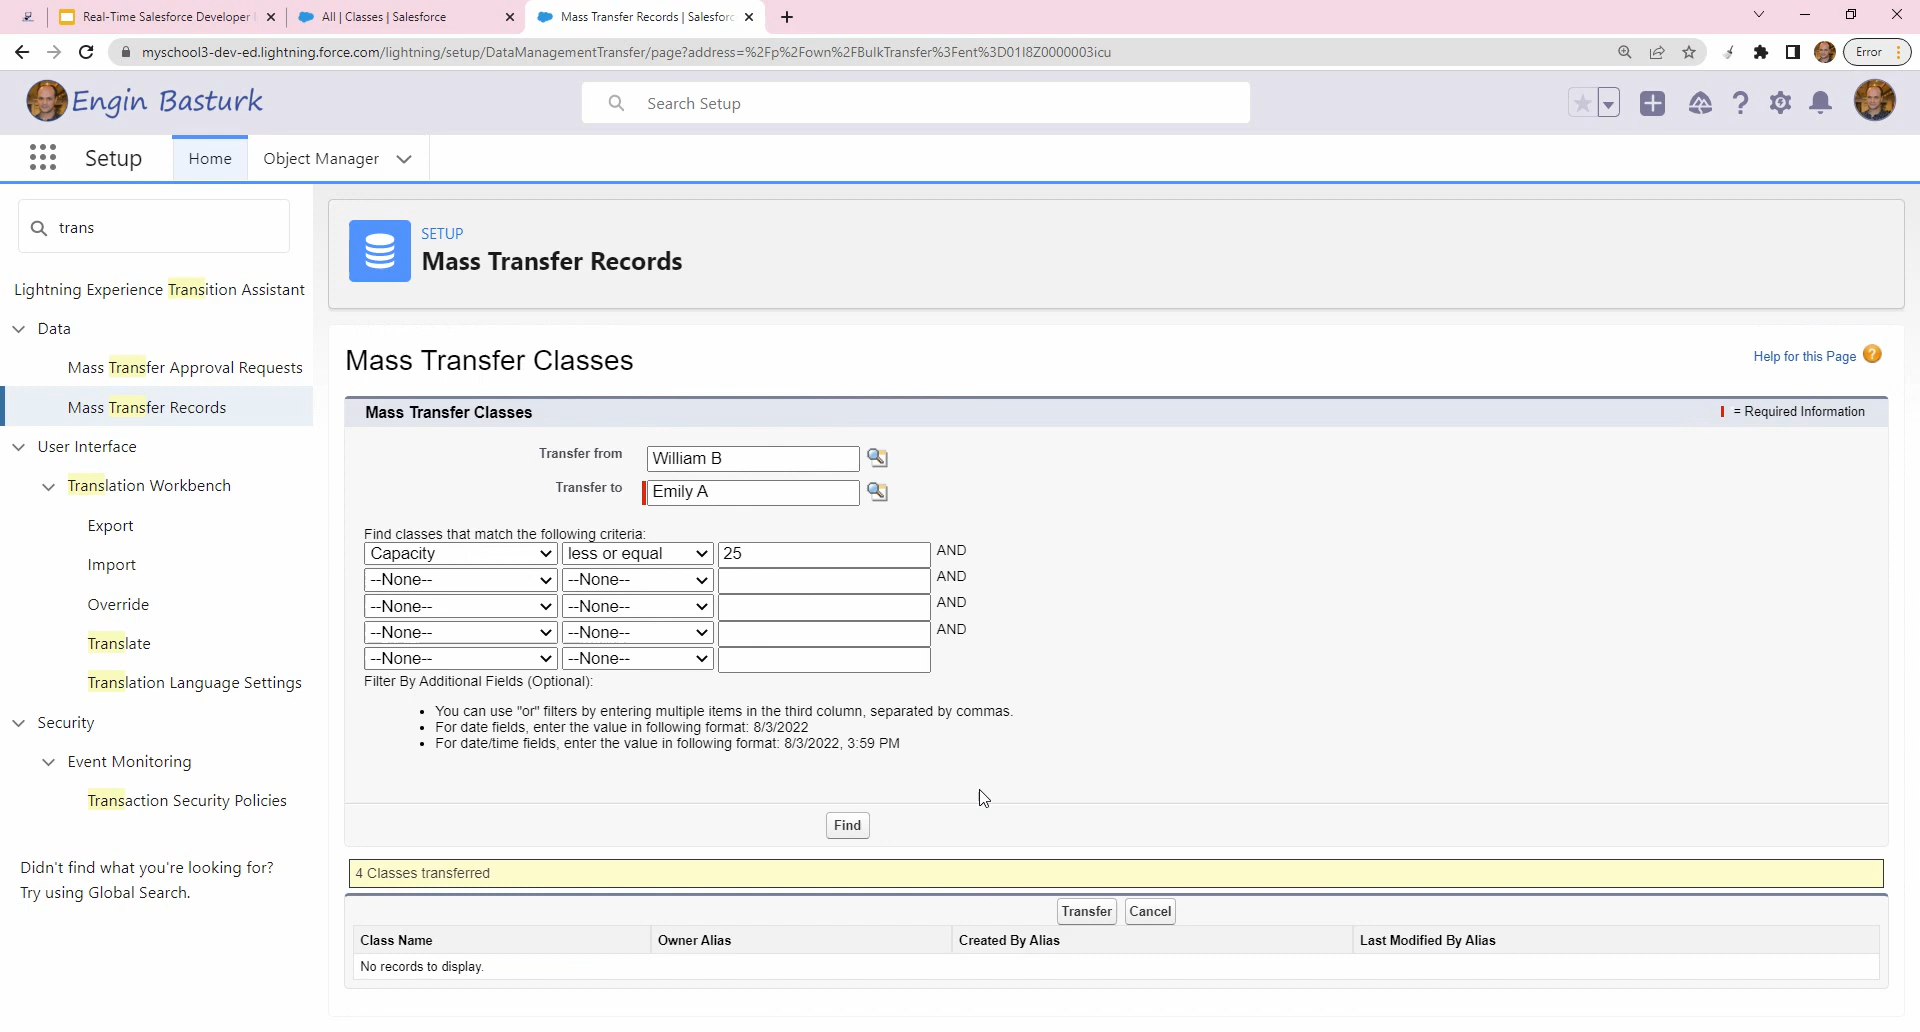 Real-Time Salesforce Developer
All | Classes | Salesforce
Mass Transfer Records | Salesforc
myschool3-dev-ed.lightning.force.com/lightning/setup/DataManagementTransfer/page?address=%2Fp%2Fown%2FBulkTransfer%3Fent%3D01I8Z0000003icu
Error
Engin Basturk
Search Setup
Setup
Home
Object Manager
trans
SETUP
Mass Transfer Records
Lightning Experience Transition Assistant
Data
Mass Transfer Approval Requests
Mass Transfer Records
User Interface
Translation Workbench
Export
Import
Override
Translate
Translation Language Settings
Security
Event Monitoring
Transaction Security Policies
Didn't find what you're looking for?
Try using Global Search.
Mass Transfer Classes
Help for this Page ?
Mass Transfer Classes
= Required Information
Transfer from William B
Transfer to Emily A
Find classes that match the following criteria:
Capacity less or equal 25 AND
--None-- --None-- AND
--None-- --None-- AND
--None-- --None-- AND
--None-- --None--
Filter By Additional Fields (Optional):
• You can use "or" filters by entering multiple items in the third column, separated by commas.
• For date fields, enter the value in following format: 8/3/2022
• For date/time fields, enter the value in following format: 8/3/2022, 3:59 PM
Find
4 Classes transferred
Transfer Cancel
Class Name Owner Alias Created By Alias Last Modified By Alias
No records to display.